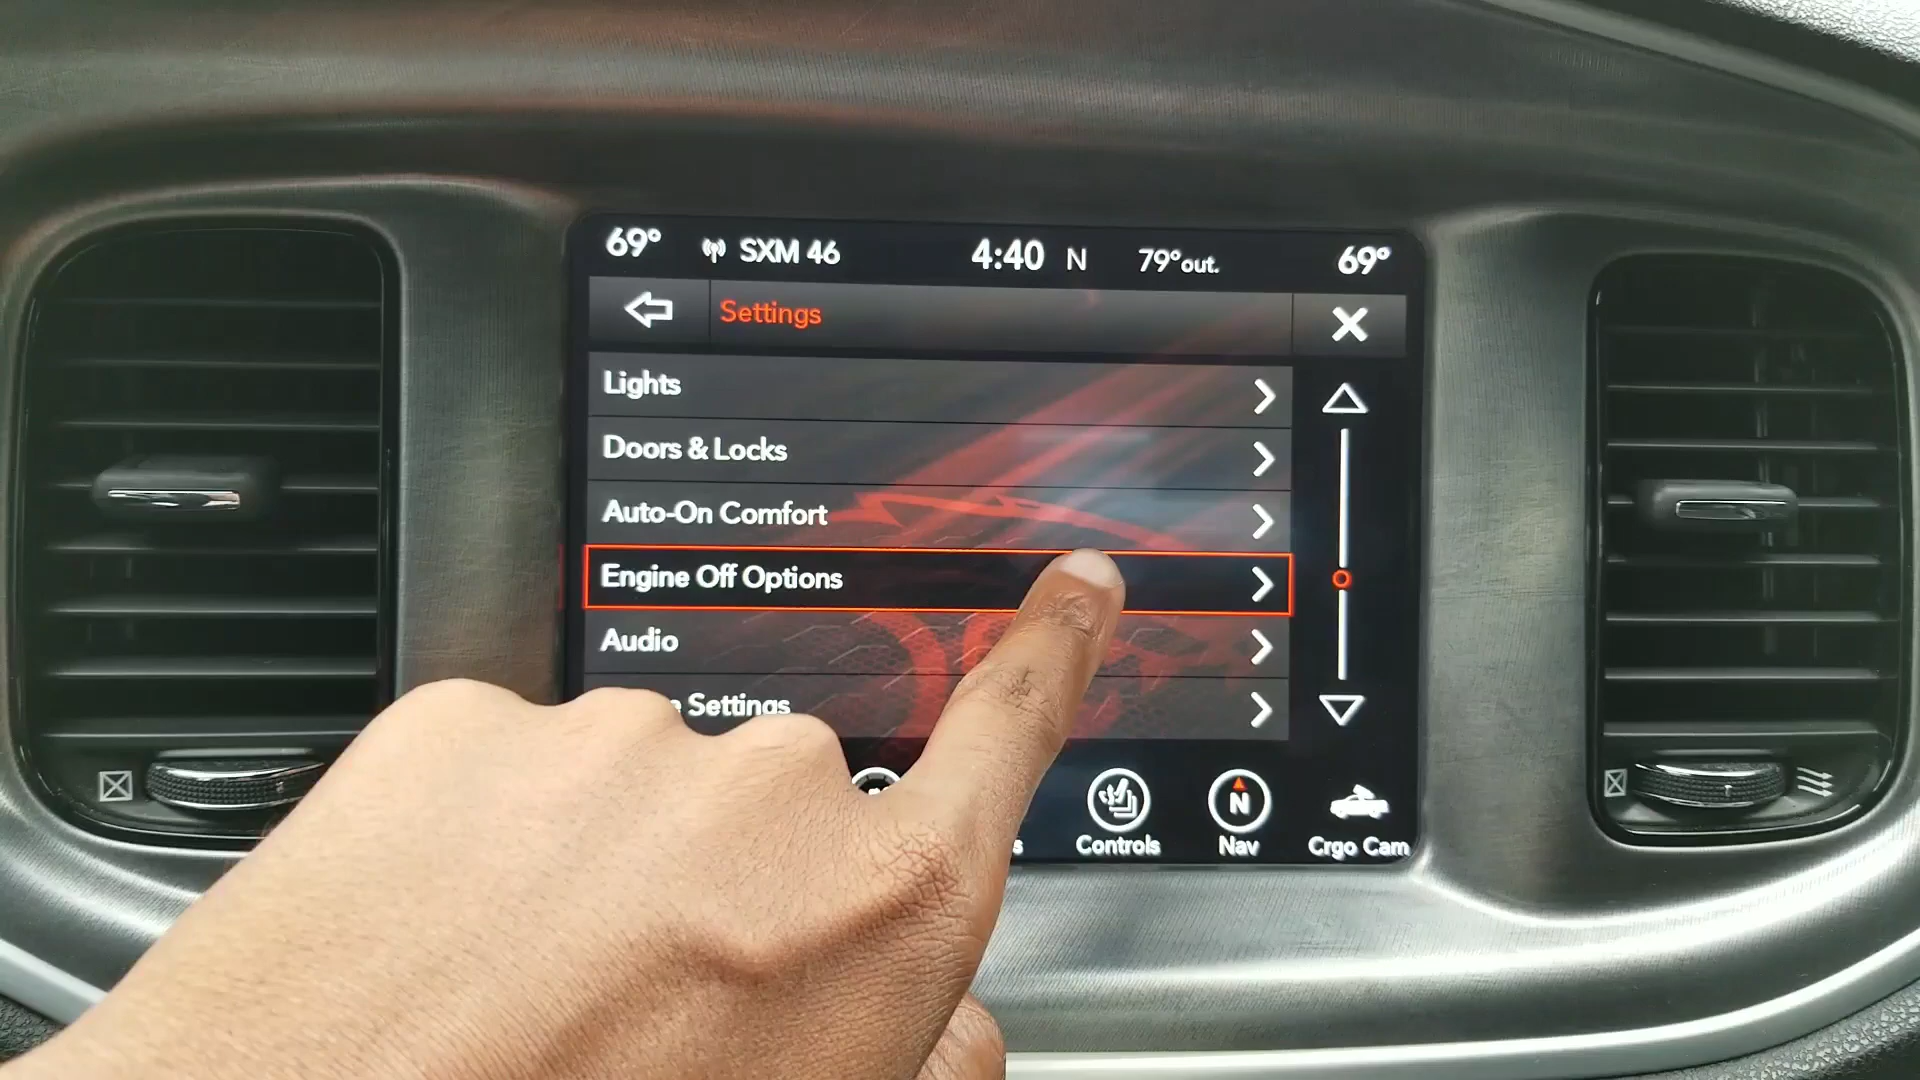 69° SXM 46 4:40 N 79°out. 69°
Settings
Lights
Doors & Locks
Auto-On Comfort
Engine Off Options
Audio
Settings
Controls Nav Crgo Cam
N